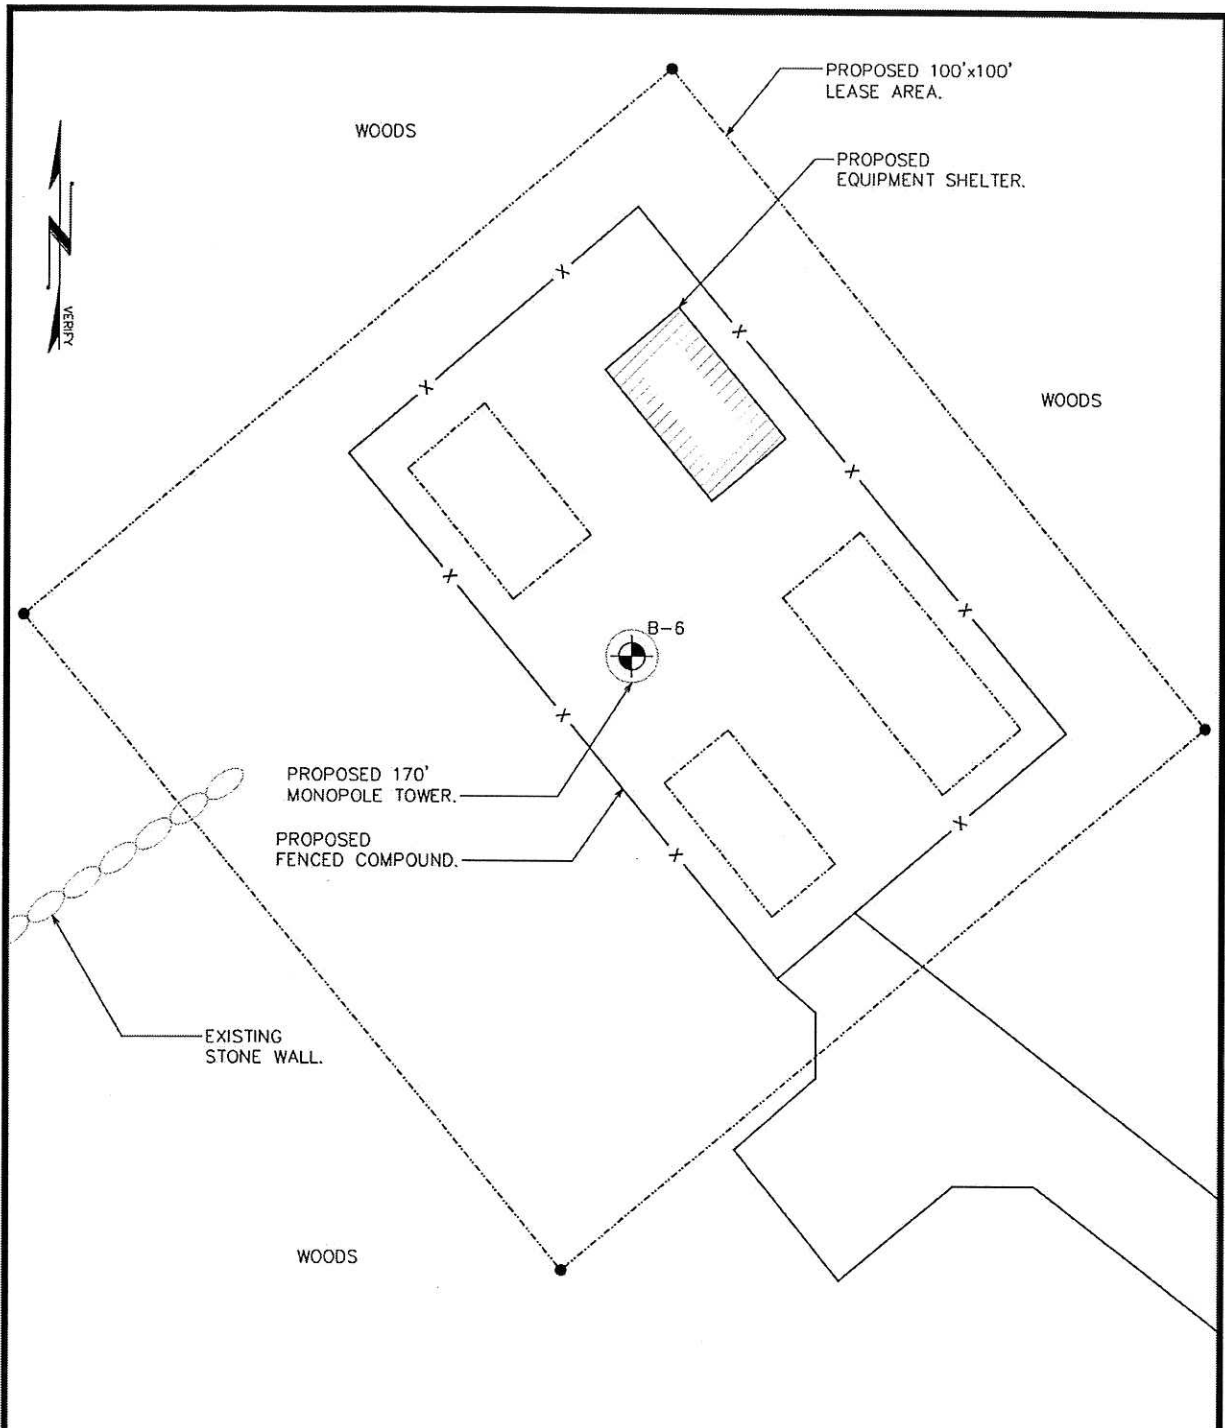 PROPOSED 100'x100'
LEASE AREA.
WOODS
PROPOSED
EQUIPMENT SHELTER.
VERIFY
WOODS
B-6
PROPOSED 170'
MONOPOLE TOWER.
PROPOSED
FENCED COMPOUND.
EXISTING
STONE WALL.
WOODS